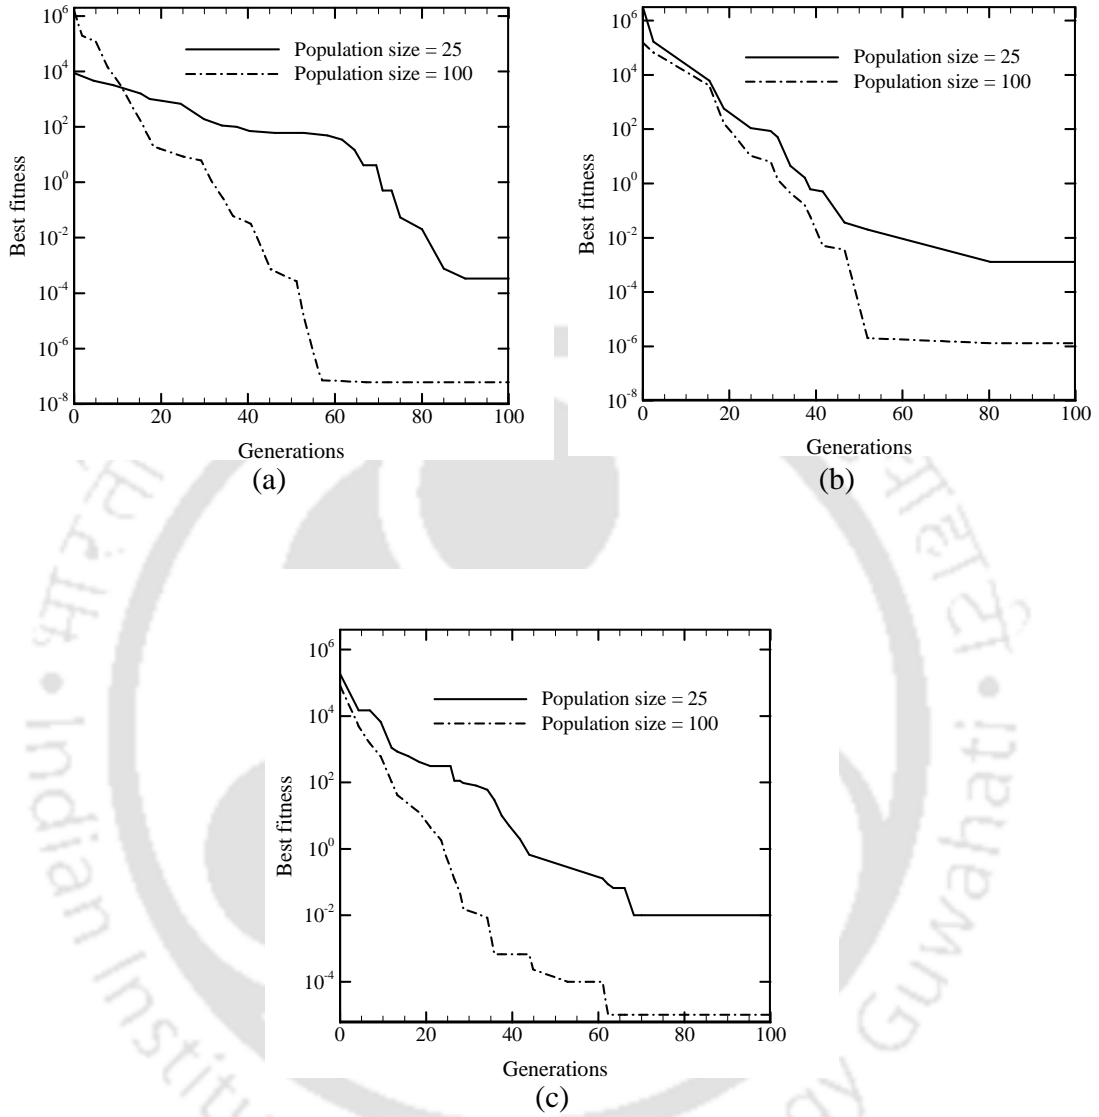 10^6
10^4
10^2
10^0
10^-2
10^-4
10^-6
10^-8
Best fitness
Population size = 25
Population size = 100
0 20 40 60 80 100
Generations
(a)
10^6
10^4
10^2
10^0
10^-2
10^-4
10^-6
10^-8
Best fitness
Population size = 25
Population size = 100
0 20 40 60 80 100
Generations
(b)
10^6
10^4
10^2
10^0
10^-2
10^-4
Best fitness
Population size = 25
Population size = 100
0 20 40 60 80 100
Generations
(c)
Indian Instit
gy Guwahati